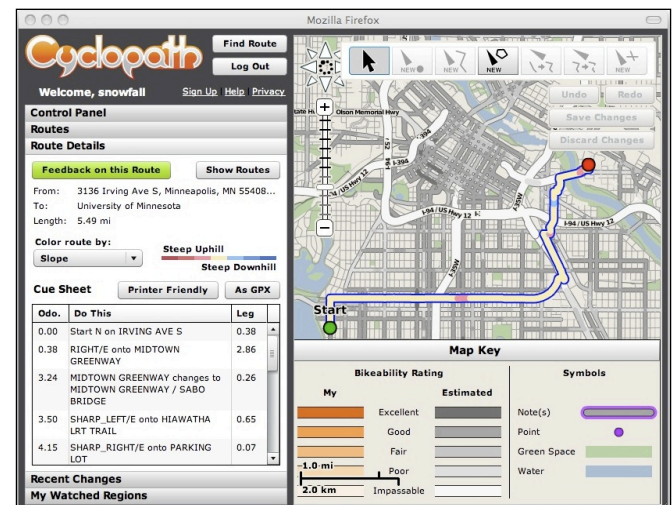 Mozilla Firefox
Cyclopath
Find Route
Log Out
Welcome, snowfall
Sign Up Help Privacy
Control Panel
Routes
Route Details
Feedback on this Route
Show Routes
From: 3136 Irving Ave S, Minneapolis, MN 55408...
To: University of Minnesota
Length: 5.49 mi
Color route by:
Slope
Steep Uphill
Steep Downhill
Cue Sheet
Printer Friendly
As GPX
Odo. Do This Leg
0.00 Start N on IRVING AVE S 0.38
0.38 RIGHT/E onto MIDTOWN 2.86
GREENWAY
3.24 MIDTOWN GREENWAY changes to 0.26
MIDTOWN GREENWAY / SABO
BRIDGE
3.50 SHARP_LEFT/E onto HIAWATHA 0.65
LRT TRAIL
4.15 SHARP_RIGHT/E onto PARKING 0.07
LOT
Recent Changes
My Watched Regions
NEW
NEW
NEW
NEW
Undo
Redo
Save Changes
Discard Changes
Olson Memorial Hwy
I-94
I-394
I-94 / US Hwy 12
I-94 / US Hwy 12
Start
Map Key
Bikeability Rating
Symbols
My
Estimated
Excellent
Good
Fair
Poor
Impassable
1.0 mi
2.0 km
Note(s)
Point
Green Space
Water